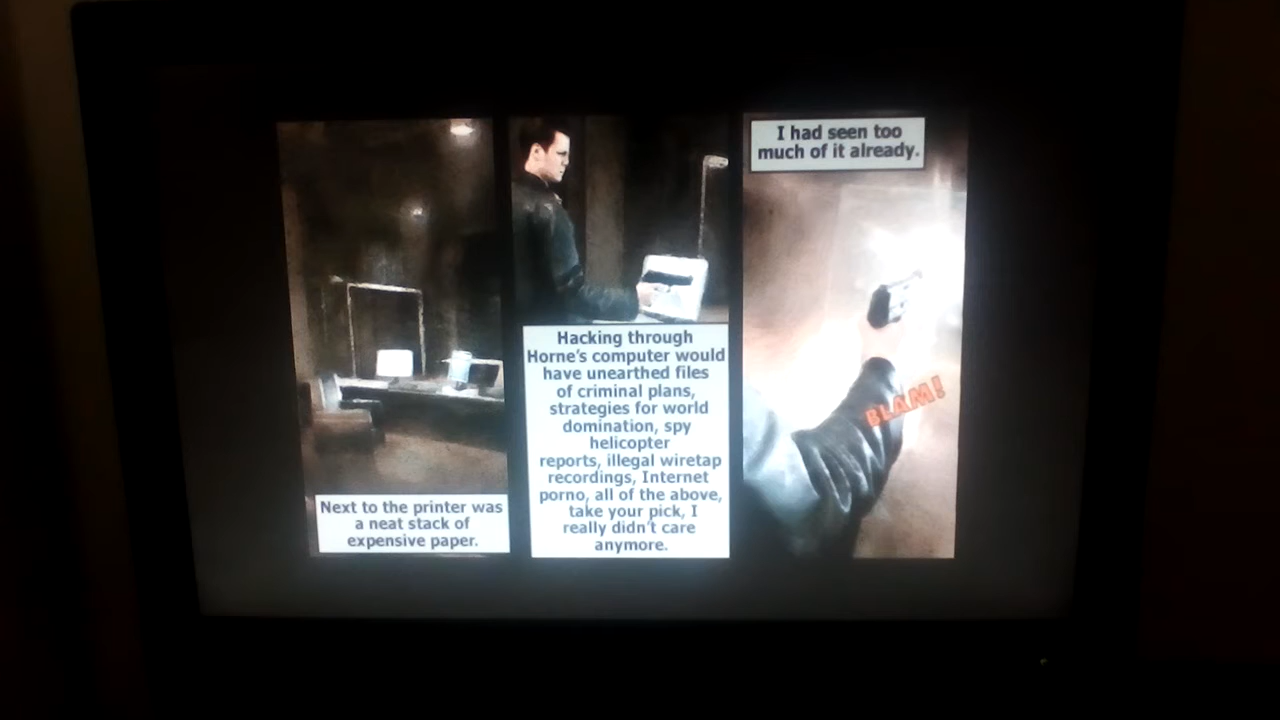 Next to the printer was
a neat stack of
expensive paper.
Hacking through
Horne's computer would
have unearthed files
of criminal plans,
strategies for world
domination, spy
helicopter
reports, illegal wiretap
recordings, Internet
porno, all of the above,
take your pick, I
really didn't care
anymore.
I had seen too
much of it already.
BLAM!